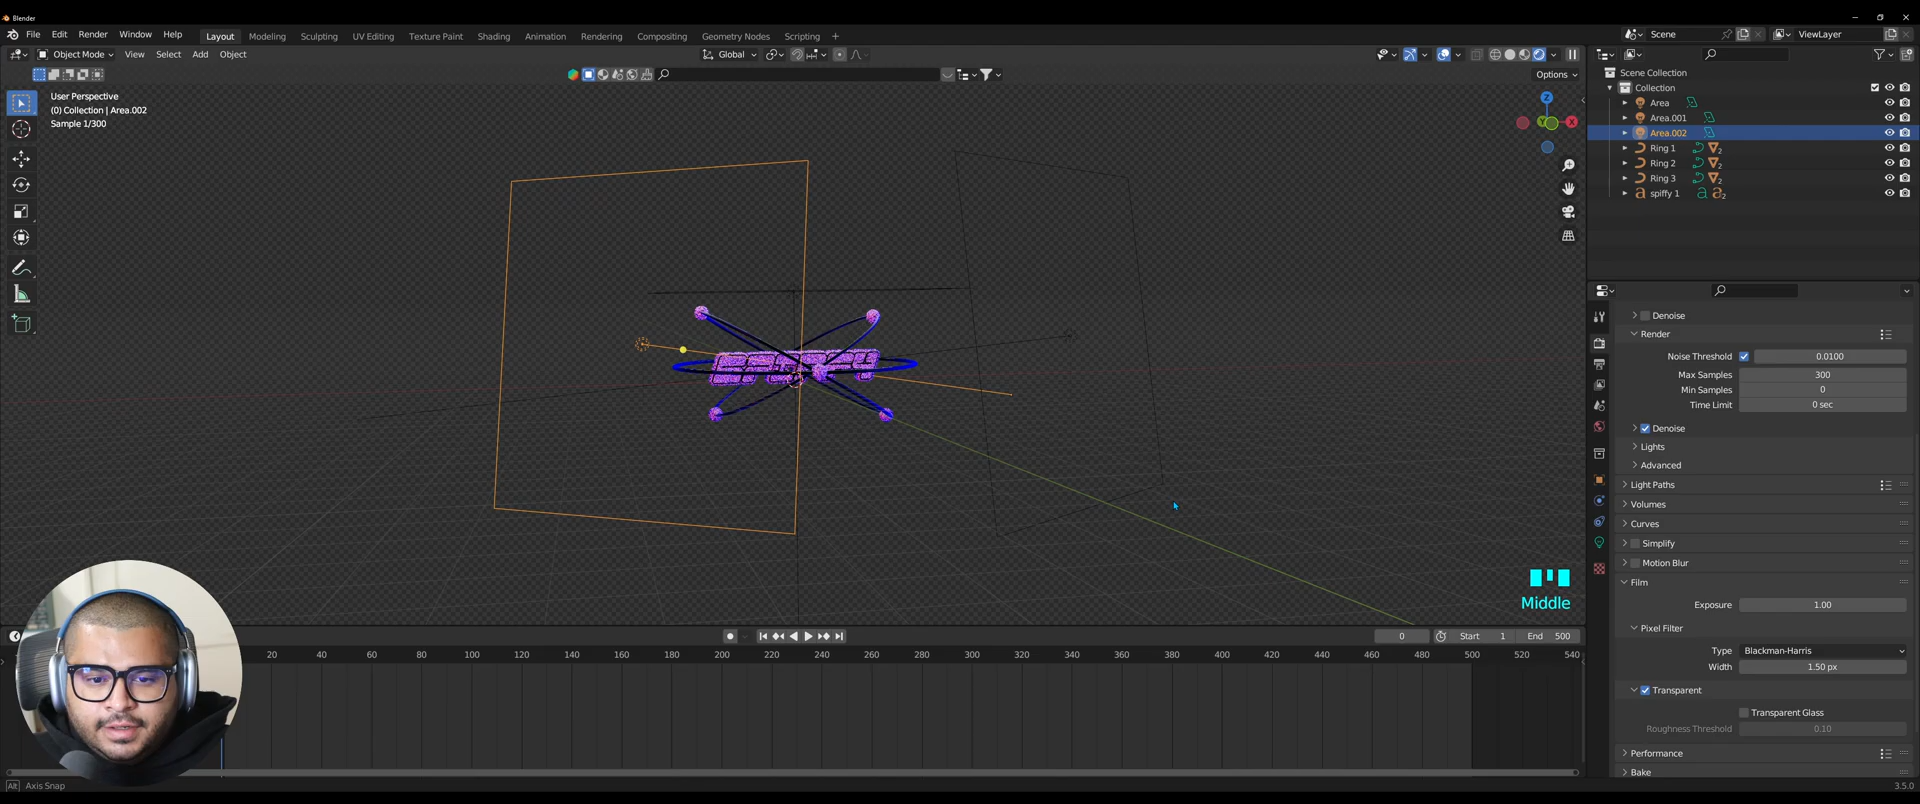 Blender
File Edit Render Window Help Layout Modeling Sculpting UV Editing Texture Paint Shading Animation Rendering Compositing Geometry Nodes Scripting + Scene ViewLayer
Object Mode View Select Add Object Global
Options
User Perspective
(0) Collection | Area.002
Sample 1/300
Z
X
Scene Collection
Collection
Area
Area.001
Area.002
Ring 1 2
Ring 2 2
Ring 3 2
spiffy 1 2
Denoise
Render
Noise Threshold 0.0100
Max Samples 300
Min Samples 0
Time Limit 0 sec
Denoise
Lights
Advanced
Light Paths
Volumes
Curves
Simplify
Motion Blur
Film
Exposure 1.00
Pixel Filter
Type Blackman-Harris
Width 1.50 px
Transparent
Transparent Glass
Roughness Threshold 0.10
Performance
Bake
Middle
0 Start 1 End 500
20 40 60 80 100 120 140 160 180 200 220 240 260 280 300 320 340 360 380 400 420 440 460 480 500 520 540
Alt Axis Snap
3.5.0